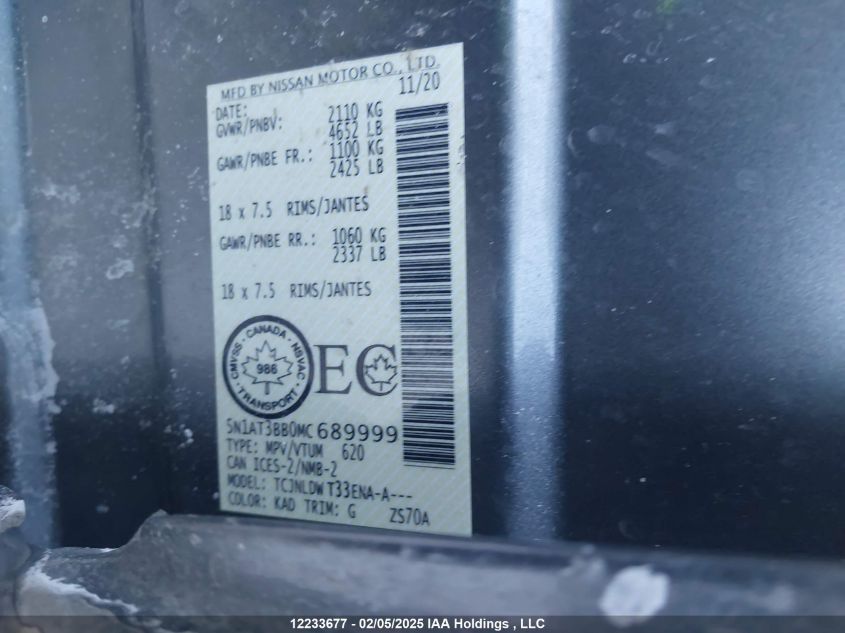 MFD BY NISSAN MOTOR CO., LTD.
DATE: 11/20
GVWR/PNBV: 2110 KG
4652 LB
GAWR/PNBE FR.: 1100 KG
2425 LB
18 x 7.5 RIMS/JANTES
GAWR/PNBE RR.: 1060 KG
2337 LB
18 x 7.5 RIMS/JANTES
CMVSS · CANADA · NSVAC
986
TRANSPORT
EC
5N1AT3BB0MC689999
TYPE: MPV/VTUM 620
CAN ICES-2/NMB-2
MODEL: TCJNLDW T33ENA-A---
COLOR: KAD TRIM: G ZS70A
12233677 - 02/05/2025 IAA Holdings , LLC